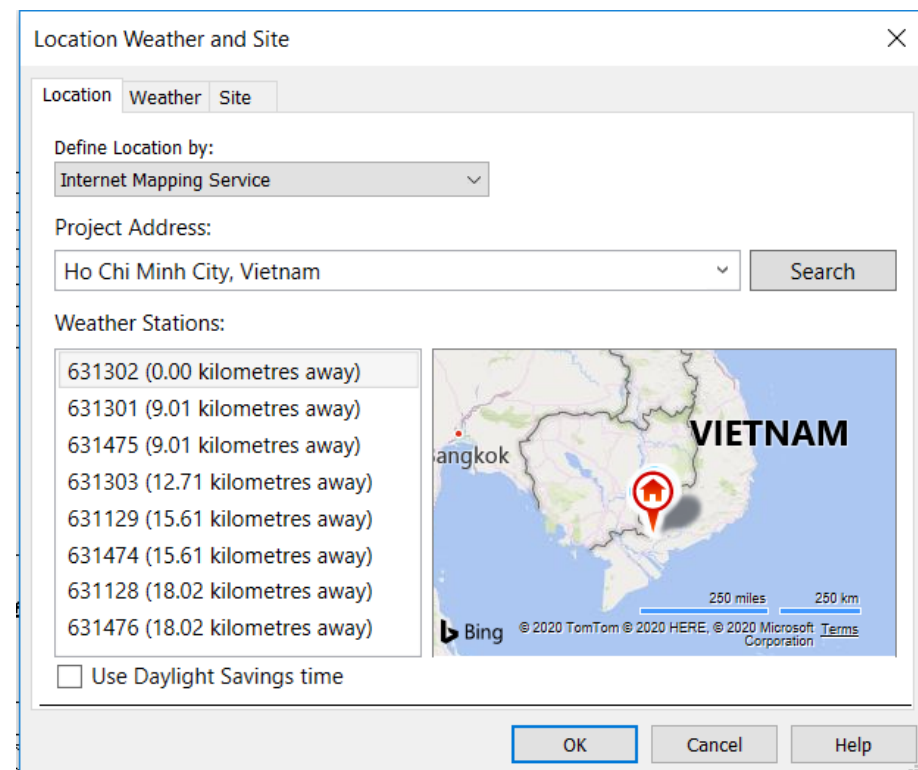 Location Weather and Site
Location Weather Site
Define Location by:
Internet Mapping Service
Project Address:
Ho Chi Minh City, Vietnam
Search
Weather Stations:
631302 (0.00 kilometres away)
631301 (9.01 kilometres away)
631475 (9.01 kilometres away)
631303 (12.71 kilometres away)
631129 (15.61 kilometres away)
631474 (15.61 kilometres away)
631128 (18.02 kilometres away)
631476 (18.02 kilometres away)
VIETNAM
angkok
250 miles 250 km
Bing
© 2020 TomTom © 2020 HERE, © 2020 Microsoft Terms
Corporation
Use Daylight Savings time
OK Cancel Help